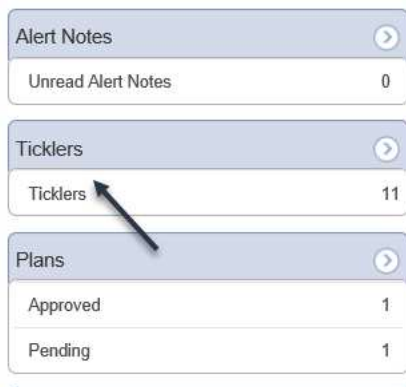 Alert Notes
Unread Alert Notes 0
Ticklers
Ticklers 11
Plans
Approved 1
Pending 1